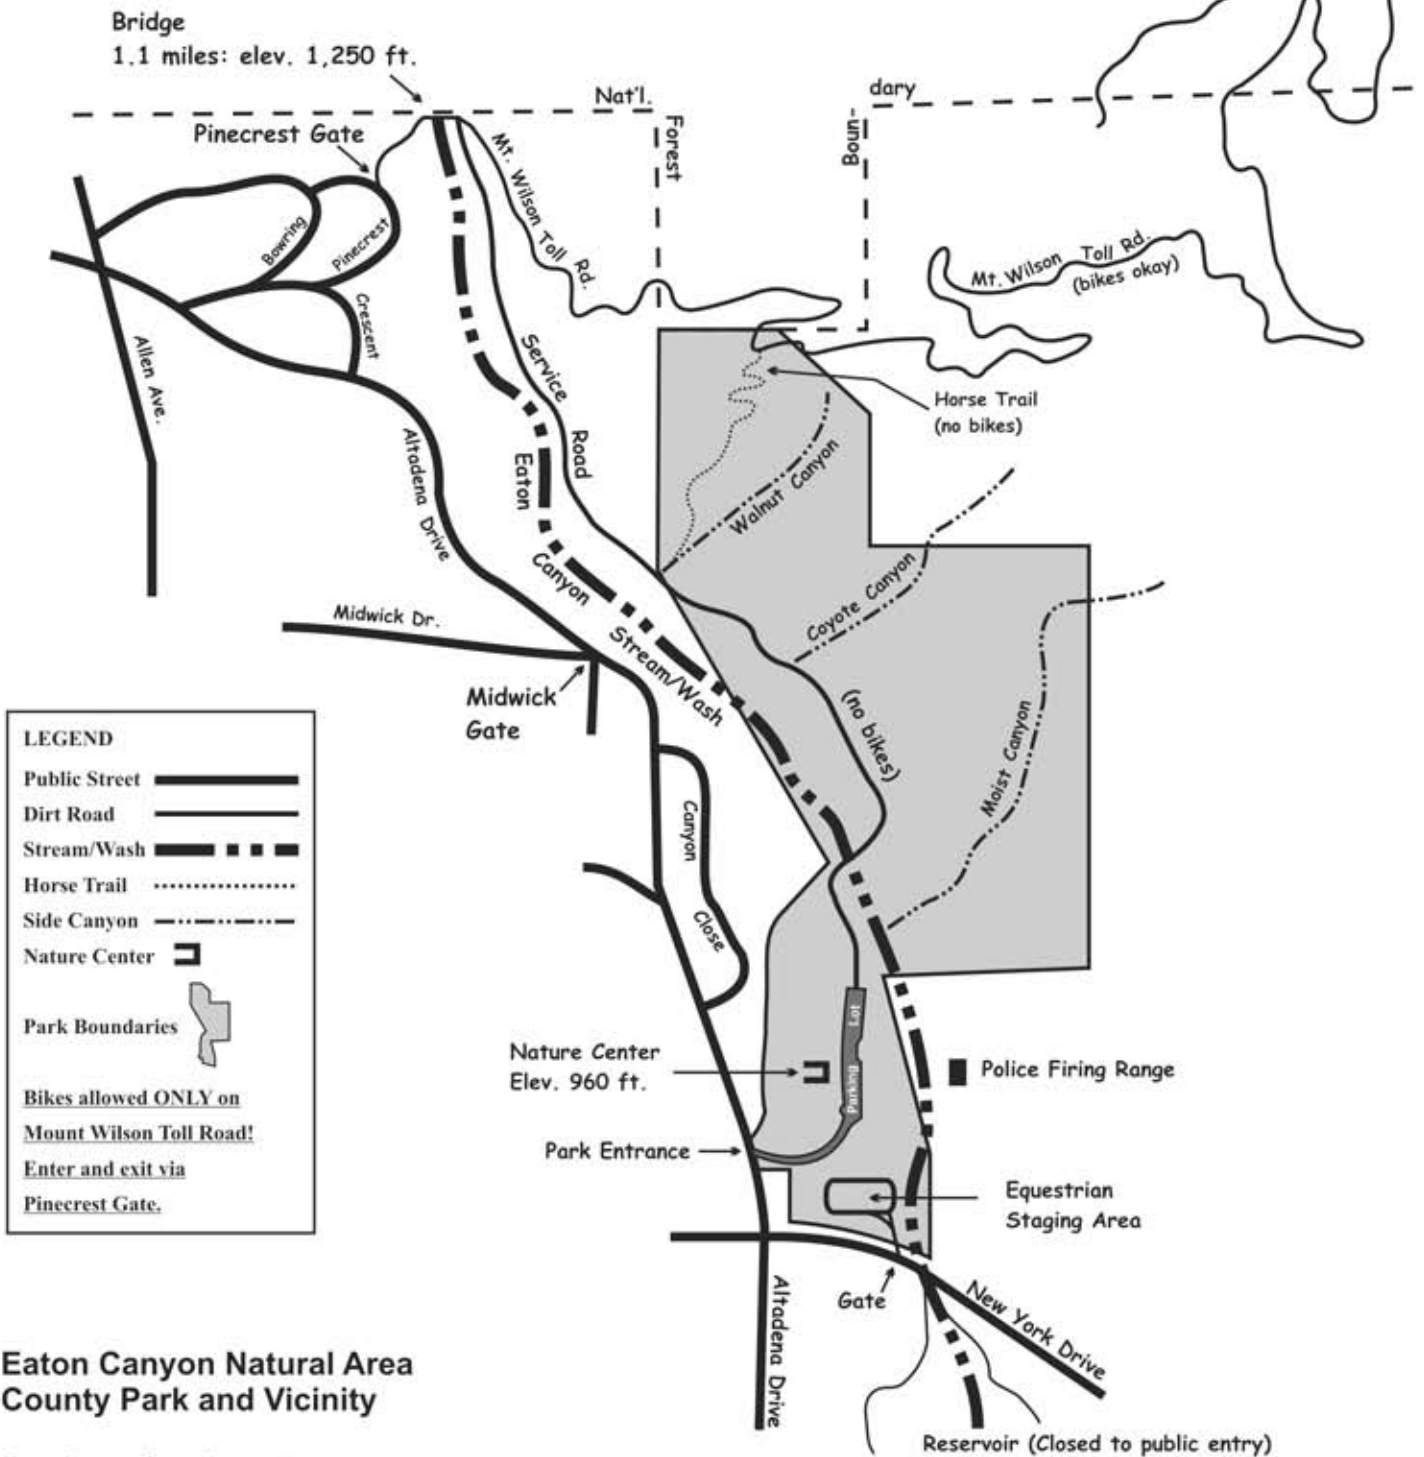 Bridge
1.1 miles: elev. 1,250 ft.
Nat'l.
Forest
Boun-
dary
Pinecrest Gate
Mt. Wilson Toll Rd.
Bowring
Pinecrest
Crescent
Allen Ave.
Mt. Wilson Toll Rd.
(bikes okay)
Service Road
Horse Trail
(no bikes)
Altadena Drive
Eaton Canyon Stream/Wash
Walnut Canyon
Coyote Canyon
Midwick Dr.
Midwick
Gate
(no bikes)
Moist Canyon
LEGEND
Public Street
Dirt Road
Stream/Wash
Horse Trail
Side Canyon
Nature Center
Park Boundaries
Bikes allowed ONLY on
Mount Wilson Toll Road!
Enter and exit via
Pinecrest Gate.
Canyon Close
Nature Center
Elev. 960 ft.
Parking Lot
Police Firing Range
Park Entrance
Equestrian
Staging Area
Gate
New York Drive
Altadena Drive
Reservoir (Closed to public entry)
Eaton Canyon Natural Area
County Park and Vicinity